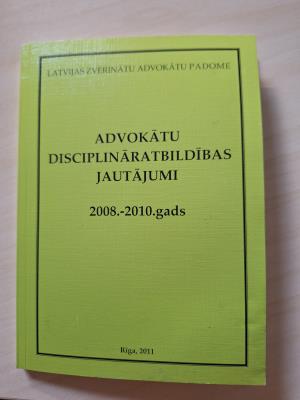 LATVIJAS ZVĒRINĀTU ADVOKĀTU PADOME
ADVOKĀTU
DISCIPLINĀRATBILDĪBAS
JAUTĀJUMI
2008.-2010.gads
Rīga, 2011